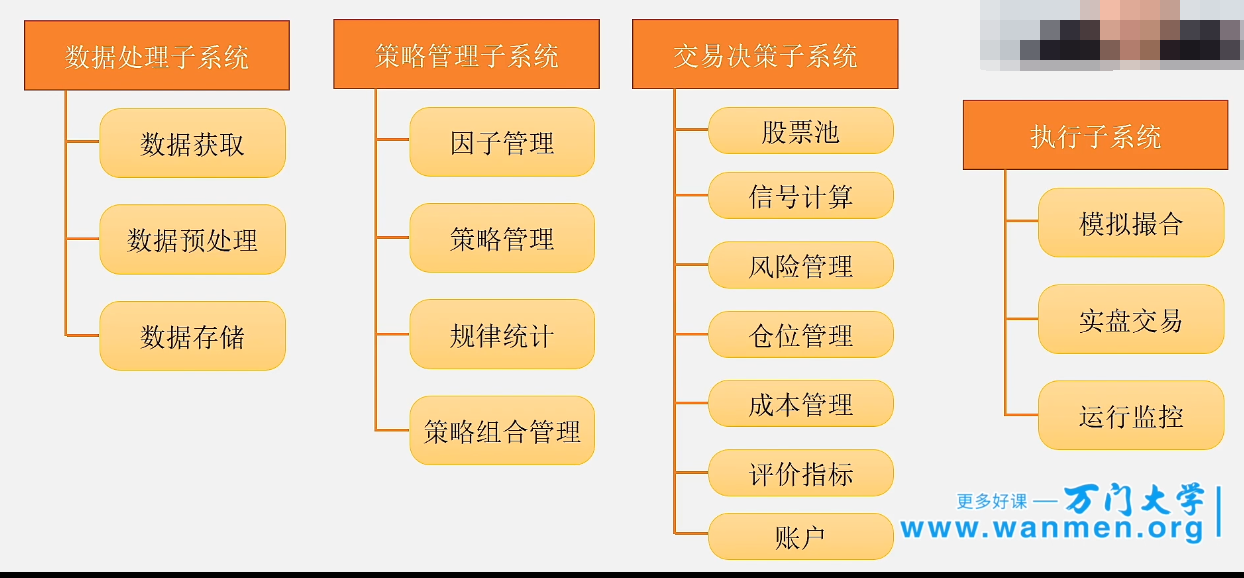 数据处理子系统
数据获取
数据预处理
数据存储
策略管理子系统
因子管理
策略管理
规律统计
策略组合管理
交易决策子系统
股票池
信号计算
风险管理
仓位管理
成本管理
评价指标
账户
执行子系统
模拟撮合
实盘交易
运行监控
更多好课 — 万门大学
www.wanmen.org